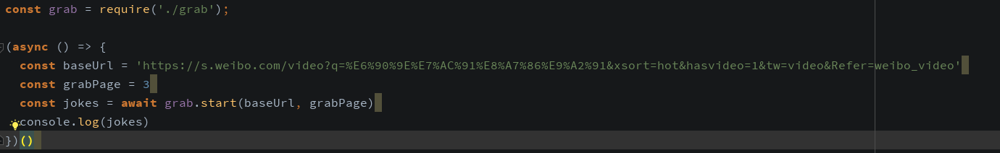 const grab = require('./grab');
(async () => {
const baseUrl = 'https://s.weibo.com/video?q=%E6%90%9E%E7%AC%91%E8%A7%86%E9%A2%91&xsort=hot&hasvideo=1&tw=video&Refer=weibo_video'
const grabPage = 3
const jokes = await grab.start(baseUrl, grabPage)
console.log(jokes)
})()